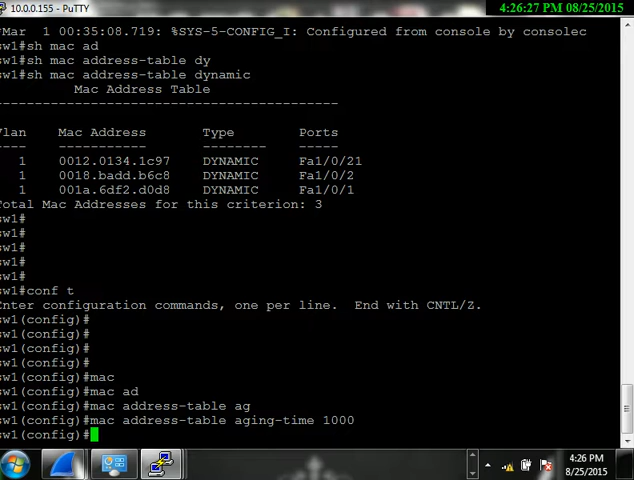 10.0.0.155 - PuTTY
4:26:27 PM 08/25/2015
*Mar  1 00:35:08.719: %SYS-5-CONFIG_I: Configured from console by consolec
sw1#sh mac ad
sw1#sh mac address-table dy
sw1#sh mac address-table dynamic
Mac Address Table
-------------------------------------------
Vlan    Mac Address       Type        Ports
----    -----------       --------    -----
1    0012.0134.1c97    DYNAMIC     Fa1/0/21
1    0018.badd.b6c8    DYNAMIC     Fa1/0/2
1    001a.6df2.d0d8    DYNAMIC     Fa1/0/1
Total Mac Addresses for this criterion: 3
sw1#
sw1#
sw1#
sw1#
sw1#
sw1#conf t
Enter configuration commands, one per line.  End with CNTL/Z.
sw1(config)#
sw1(config)#
sw1(config)#
sw1(config)#
sw1(config)#mac
sw1(config)#mac ad
sw1(config)#mac address-table ag
sw1(config)#mac address-table aging-time 1000
sw1(config)#
4:26 PM
8/25/2015